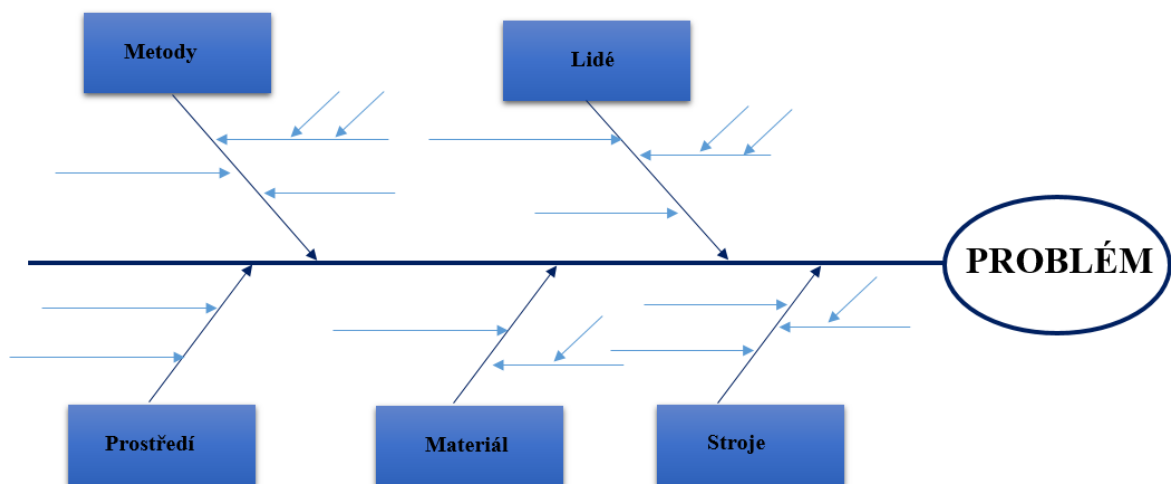 Metody
Lidé
PROBLÉM
Prostředí
Materiál
Stroje